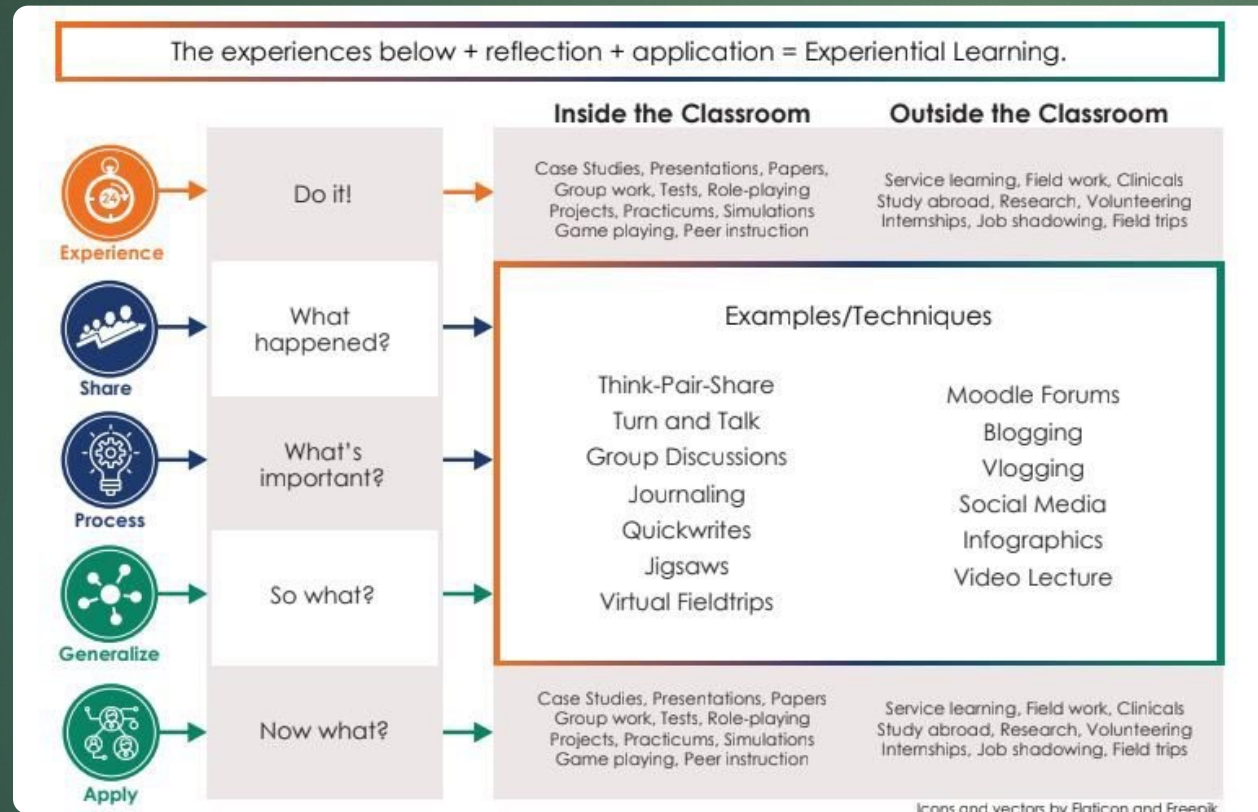 The experiences below + reflection + application = Experiential Learning.
Inside the Classroom
Outside the Classroom
Experience
Do it!
Case Studies, Presentations, Papers,
Group work, Tests, Role-playing
Projects, Practicums, Simulations
Game playing, Peer instruction
Service learning, Field work, Clinicals
Study abroad, Research, Volunteering
Internships, Job shadowing, Field trips
24
Share
What
happened?
Process
What's
important?
Generalize
So what?
Examples/Techniques
Think-Pair-Share
Turn and Talk
Group Discussions
Journaling
Quickwrites
Jigsaws
Virtual Fieldtrips
Moodle Forums
Blogging
Vlogging
Social Media
Infographics
Video Lecture
Apply
Now what?
Case Studies, Presentations, Papers
Group work, Tests, Role-playing
Projects, Practicums, Simulations
Game playing, Peer instruction
Service learning, Field work, Clinicals
Study abroad, Research, Volunteering
Internships, Job shadowing, Field trips
Icons and vectors by Flaticon and Freepik